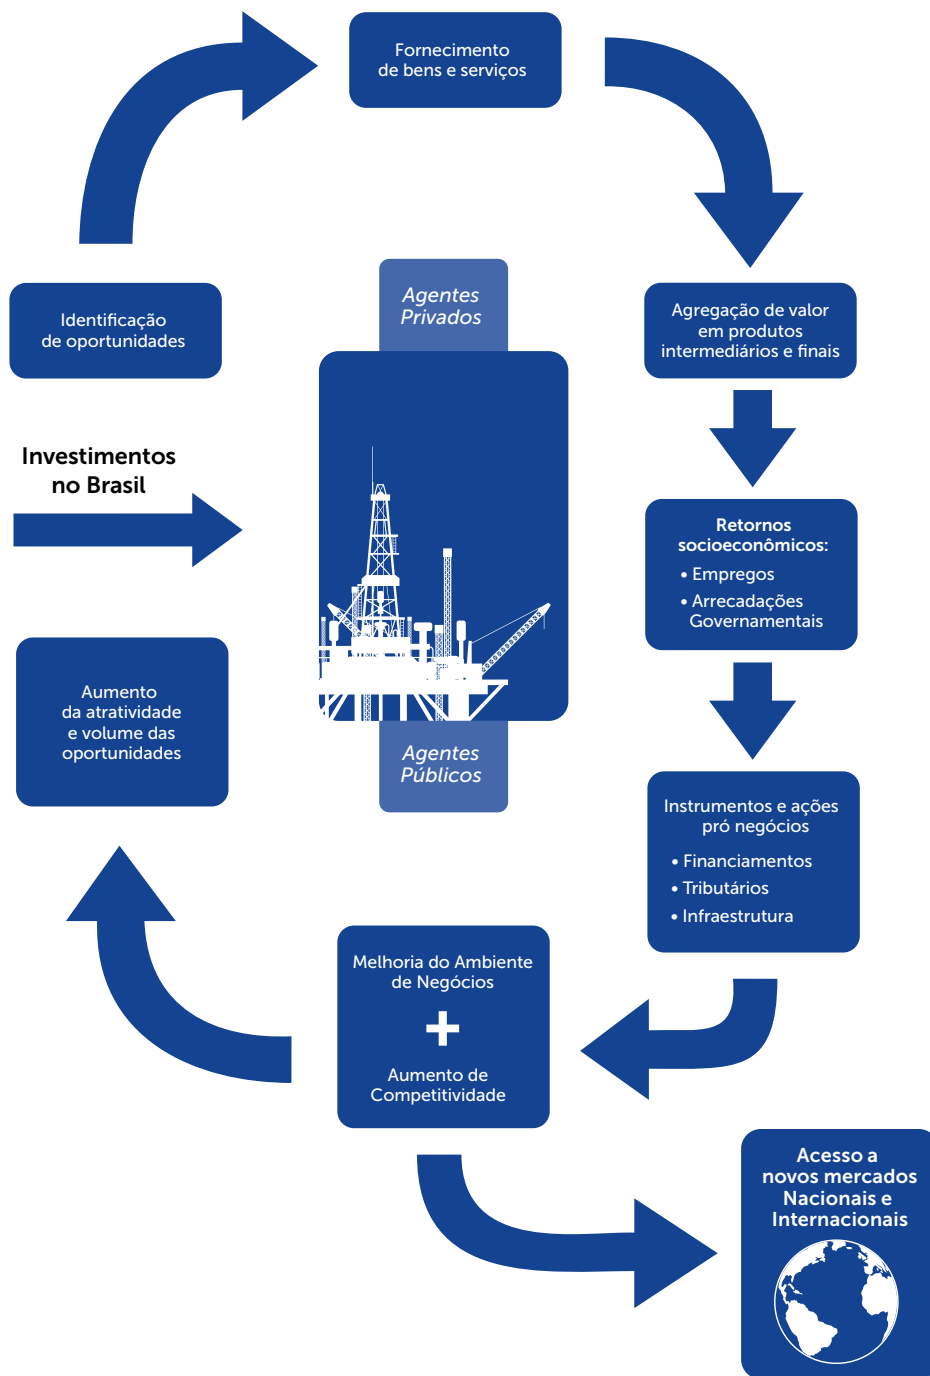 Fornecimento
de bens e serviços
Identificação
de oportunidades
Agentes
Privados
Agregação de valor
em produtos
intermediários e finais
Investimentos
no Brasil
Retornos
socioeconômicos:
• Empregos
• Arrecadações
Governamentais
Aumento
da atratividade
e volume das
oportunidades
Agentes
Públicos
Instrumentos e ações
pró negócios
• Financiamentos
• Tributários
• Infraestrutura
Melhoria do Ambiente
de Negócios
+
Aumento de
Competitividade
Acesso a
novos mercados
Nacionais e
Internacionais